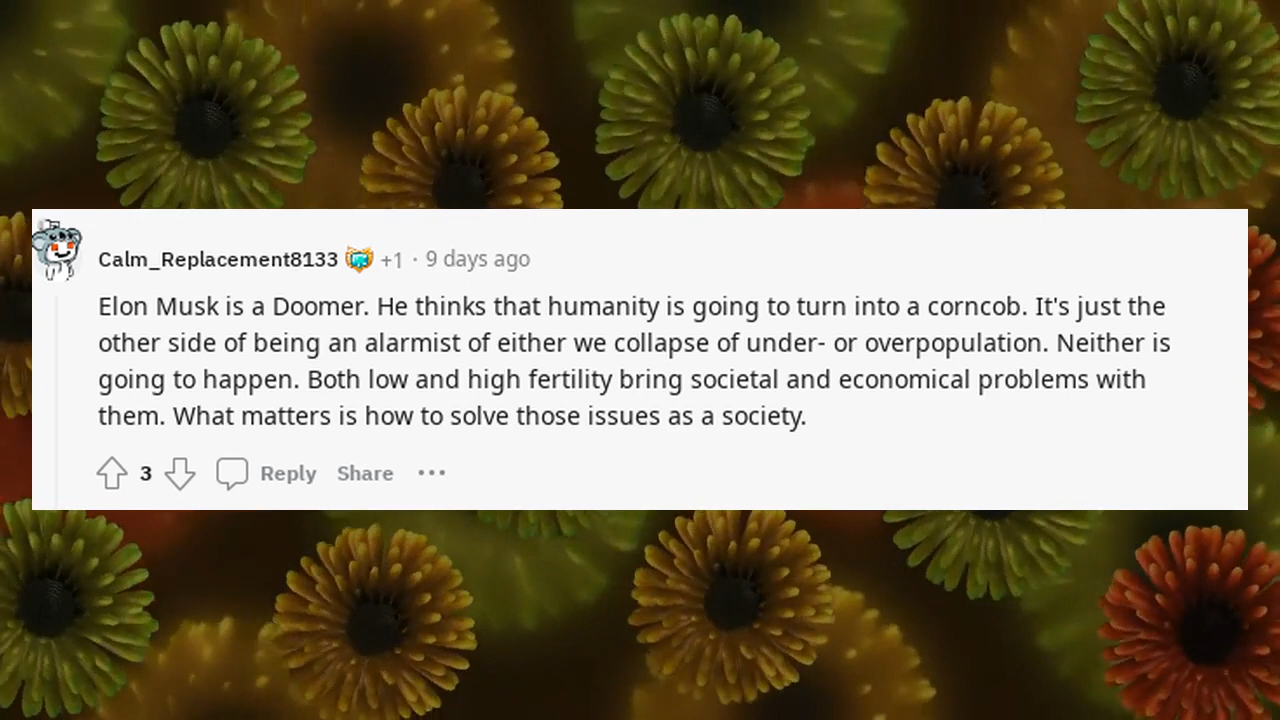 Calm_Replacement8133 +1 · 9 days ago
Elon Musk is a Doomer. He thinks that humanity is going to turn into a corncob. It's just the
other side of being an alarmist of either we collapse of under- or overpopulation. Neither is
going to happen. Both low and high fertility bring societal and economical problems with
them. What matters is how to solve those issues as a society.
3 Reply Share •••